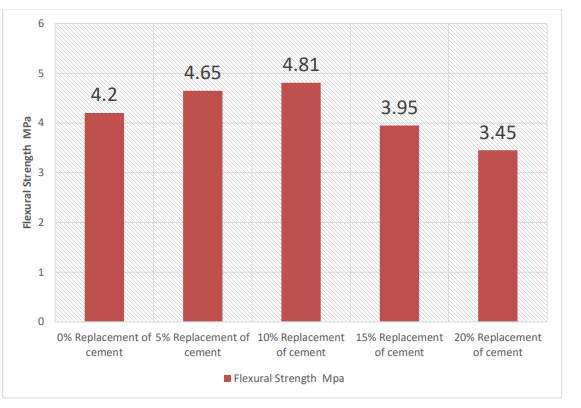 6
5
4
3
2
1
0
Flexural Strength MPa
4.2
4.65
4.81
3.95
3.45
0% Replacement of cement
5% Replacement of cement
10% Replacement of cement
15% Replacement of cement
20% Replacement of cement
Flexural Strength Mpa